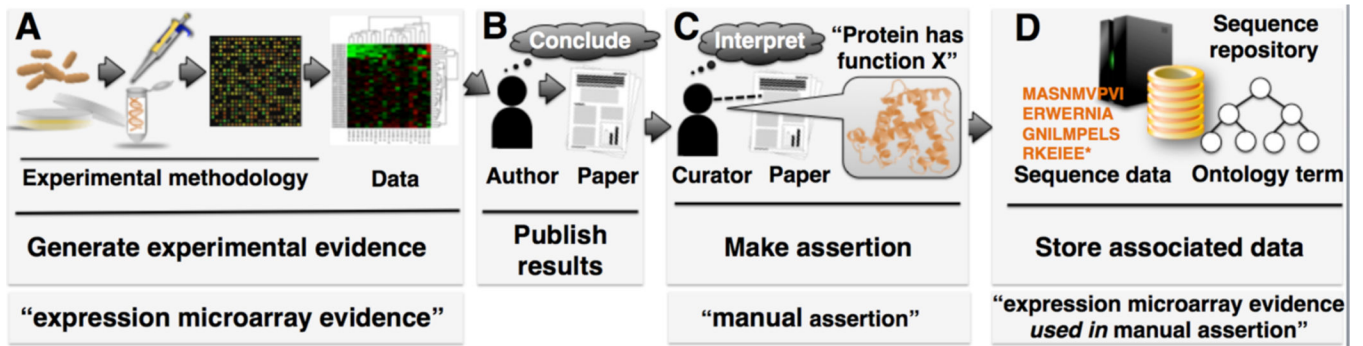 A
Experimental methodology
Data
Generate experimental evidence
“expression microarray evidence”
B
Conclude
Author
Paper
Publish
results
C
Interpret
“Protein has
function X”
Curator
Paper
Make assertion
“manual assertion”
D
Sequence
repository
MASNMVPVI
ERWERNIA
GNILMPELS
RKEIEE*
Sequence data
Ontology term
Store associated data
“expression microarray evidence
used in manual assertion”